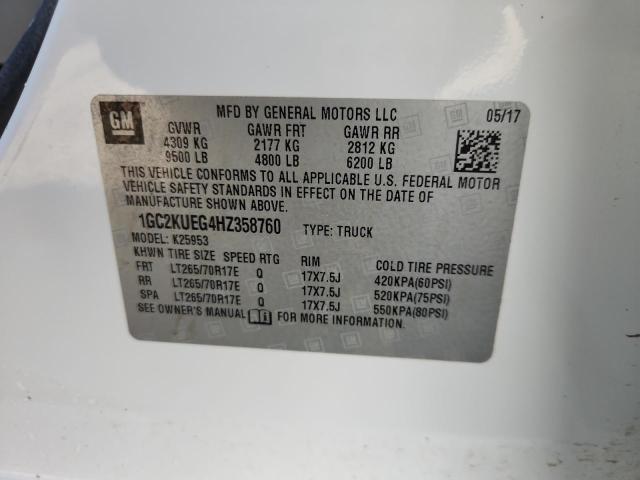 GM
MFD BY GENERAL MOTORS LLC 05/17
GVWR GAWR FRT GAWR RR
4309 KG 2177 KG 2812 KG
9500 LB 4800 LB 6200 LB
THIS VEHICLE CONFORMS TO ALL APPLICABLE U.S. FEDERAL MOTOR
VEHICLE SAFETY STANDARDS IN EFFECT ON THE DATE OF
MANUFACTURE SHOWN ABOVE.
1GC2KUEG4HZ358760 TYPE: TRUCK
MODEL: K25953
KHWN TIRE SIZE SPEED RTG RIM COLD TIRE PRESSURE
FRT LT265/70R17E Q 17X7.5J 420KPA(60PSI)
RR LT265/70R17E Q 17X7.5J 520KPA(75PSI)
SPA LT265/70R17E Q 17X7.5J 550KPA(80PSI)
SEE OWNER'S MANUAL FOR MORE INFORMATION.